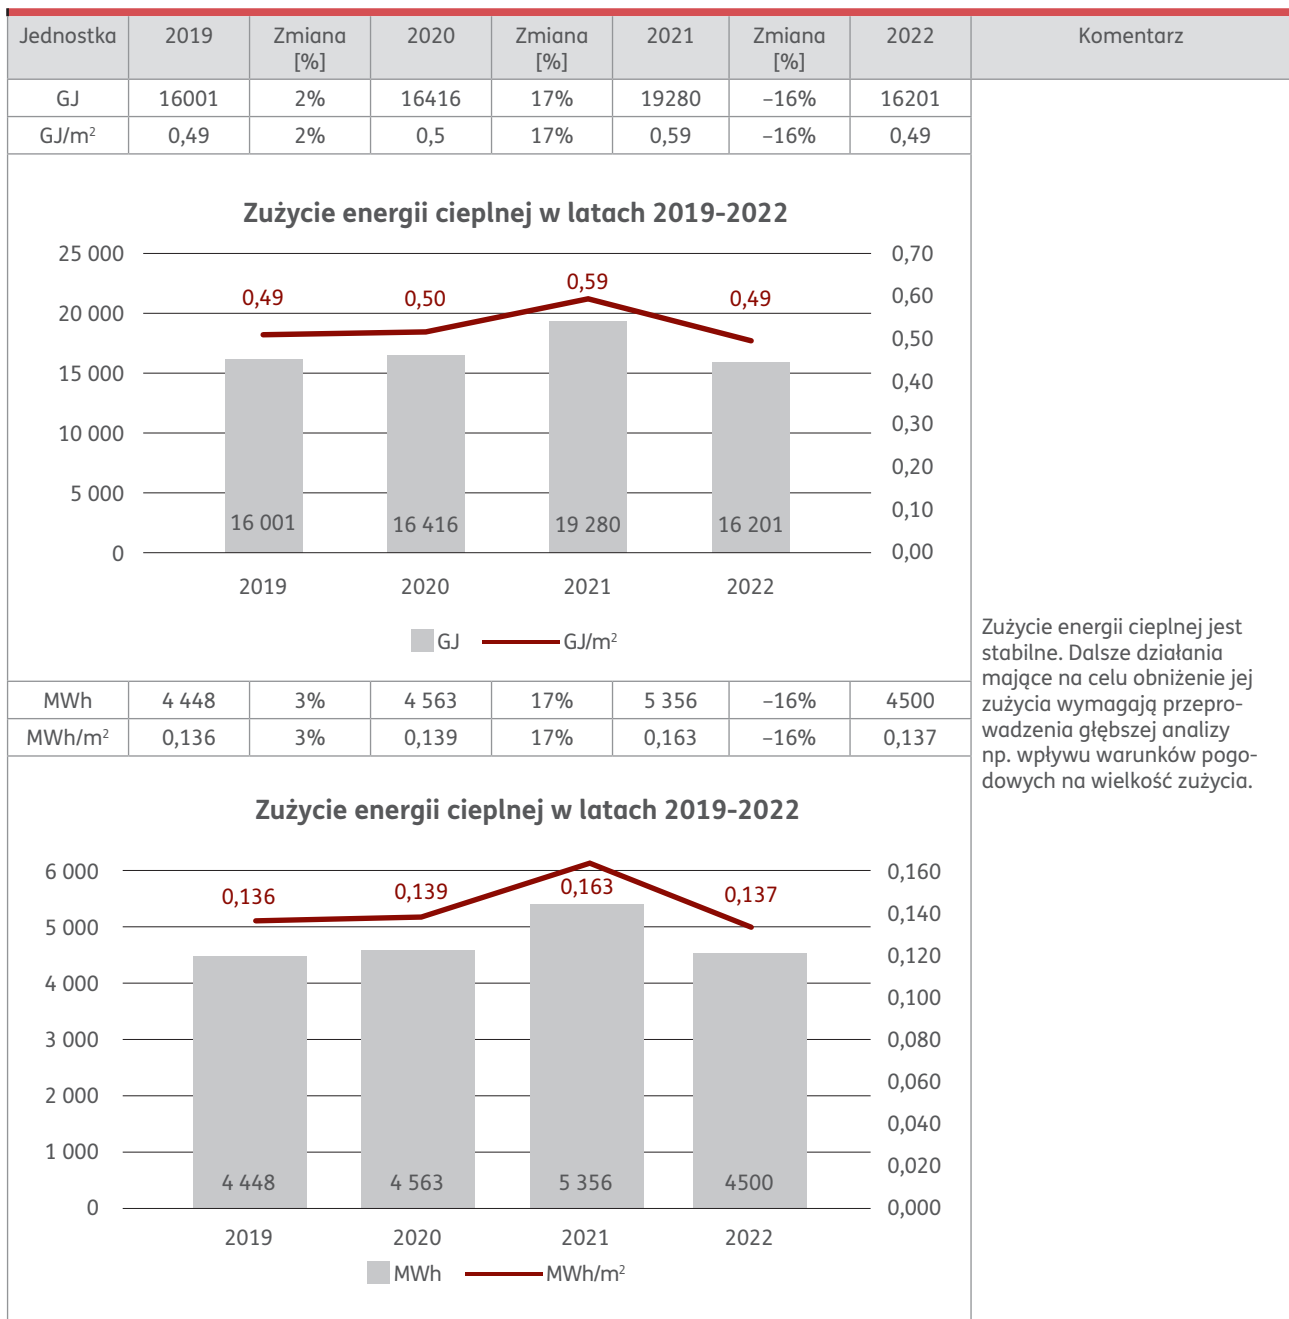 Jednostka 2019 Zmiana [%] 2020 Zmiana [%] 2021 Zmiana [%] 2022 Komentarz
GJ 16001 2% 16416 17% 19280 −16% 16201
GJ/m² 0,49 2% 0,5 17% 0,59 −16% 0,49
Zużycie energii cieplnej w latach 2019-2022
25 000
20 000
15 000
10 000
5 000
0
0,49 0,50 0,59 0,49
16 001 16 416 19 280 16 201
0,70
0,60
0,50
0,40
0,30
0,20
0,10
0,00
2019 2020 2021 2022
GJ GJ/m²
MWh 4 448 3% 4 563 17% 5 356 −16% 4500
MWh/m² 0,136 3% 0,139 17% 0,163 −16% 0,137
Zużycie energii cieplnej w latach 2019-2022
6 000
5 000
4 000
3 000
2 000
1 000
0
0,136 0,139 0,163 0,137
4 448 4 563 5 356 4500
0,160
0,140
0,120
0,100
0,080
0,060
0,040
0,020
0,000
2019 2020 2021 2022
MWh MWh/m²
Zużycie energii cieplnej jest
stabilne. Dalsze działania
mające na celu obniżenie jej
zużycia wymagają przepro-
wadzenia głębszej analizy
np. wpływu warunków pogo-
dowych na wielkość zużycia.